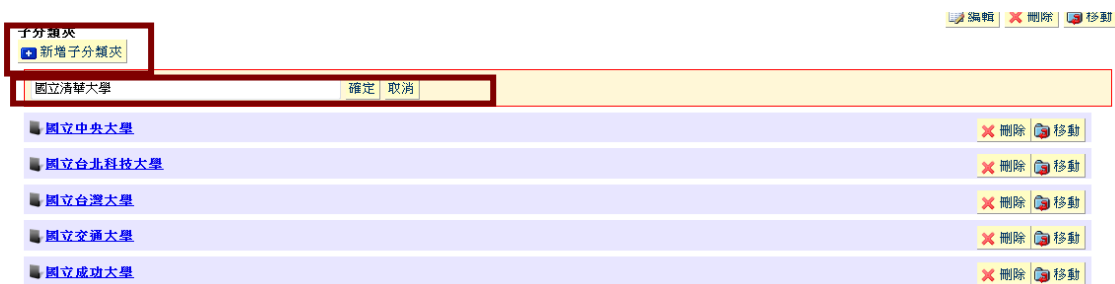 編輯 刪除 移動
子分類夾
新增子分類夾
國立清華大學 確定 取消
國立中央大學 刪除 移動
國立台北科技大學 刪除 移動
國立台灣大學 刪除 移動
國立交通大學 刪除 移動
國立成功大學 刪除 移動